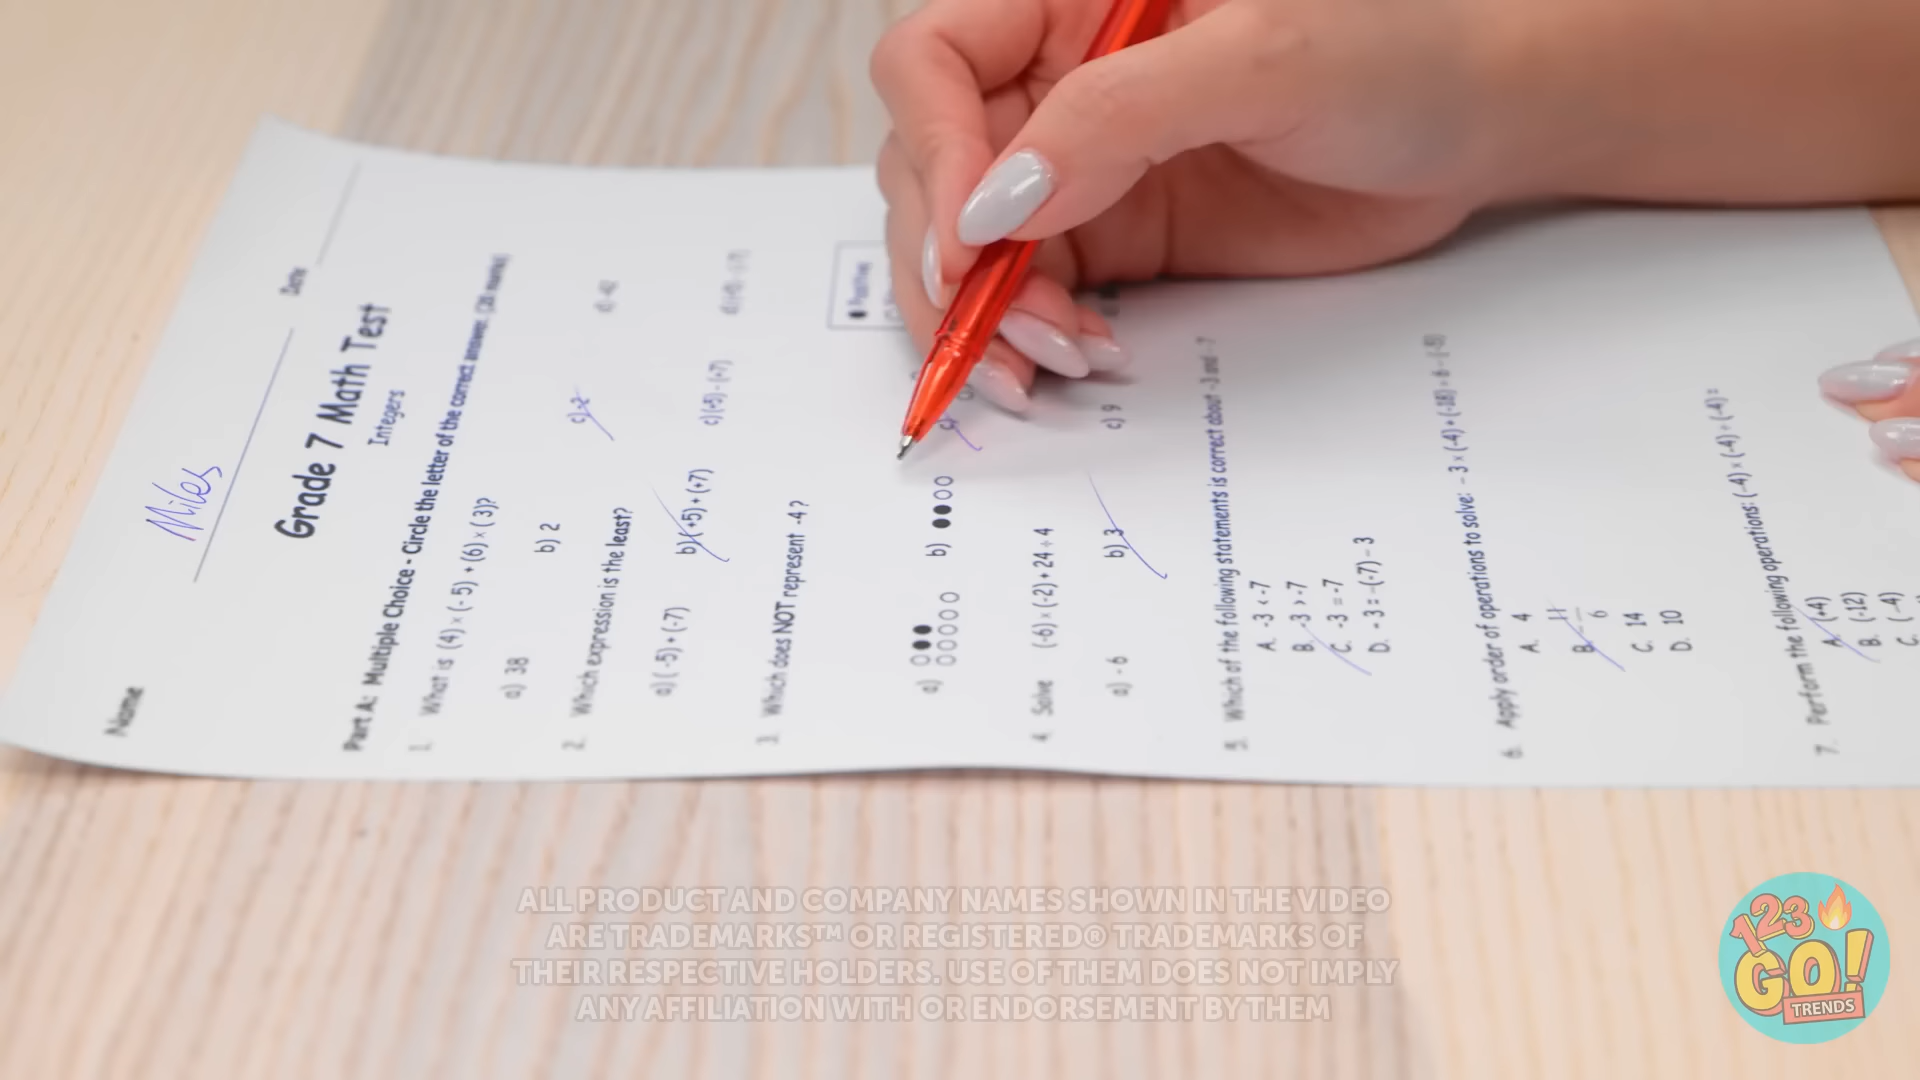 Name Miles Date
Grade 7 Math Test
Integers
Part A: Multiple Choice - Circle the letter of the correct answer. (20 marks)
1. What is (4) × (-5) + (6) × (3)?
a) 38 b) 2 c) -2 d) -42
2. Which expression is the least?
a) (-5) + (-7) b) (+5) + (+7) c) (+5) - (+7)
3. Which does NOT represent -4?
Positive
a) b) c)
4. Solve (-6) × (-2) + 24 ÷ 4
a) -6 b) 3 c) 9
5. Which of the following statements is correct about -3 and -7
A. -3 < -7
B. -3 > -7
C. -3 = -7
D. -3 = -(-7) - 3
6. Apply order of operations to solve: -3 × (-4) + (-18) ÷ 6 - (-5)
A. 4
B. 11
6
C. 14
D. 10
7. Perform the following operations: (-4) × (-4) ÷ (-4) =
A. (+4)
B. (-12)
C. (-4)
ALL PRODUCT AND COMPANY NAMES SHOWN IN THE VIDEO
ARE TRADEMARKS™ OR REGISTERED® TRADEMARKS OF
THEIR RESPECTIVE HOLDERS. USE OF THEM DOES NOT IMPLY
ANY AFFILIATION WITH OR ENDORSEMENT BY THEM
123
GO!
TRENDS